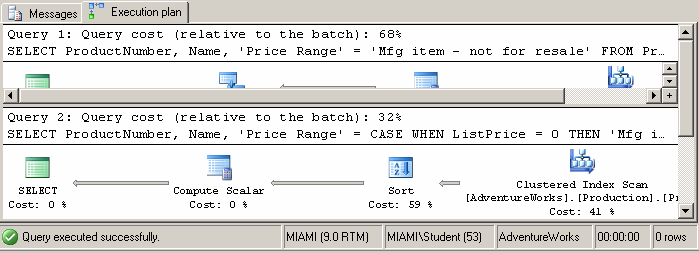 Messages Execution plan
Query 1: Query cost (relative to the batch): 68%
SELECT ProductNumber, Name, 'Price Range' = 'Mfg item - not for resale' FROM Pr…
Query 2: Query cost (relative to the batch): 32%
SELECT ProductNumber, Name, 'Price Range' = CASE WHEN ListPrice = 0 THEN 'Mfg i…
SELECT
Cost: 0 %
Compute Scalar
Cost: 0 %
Sort
Cost: 59 %
Clustered Index Scan
[AdventureWorks].[Production].[P
Cost: 41 %
Query executed successfully. MIAMI (9.0 RTM) MIAMI\Student (53) AdventureWorks 00:00:00 0 rows